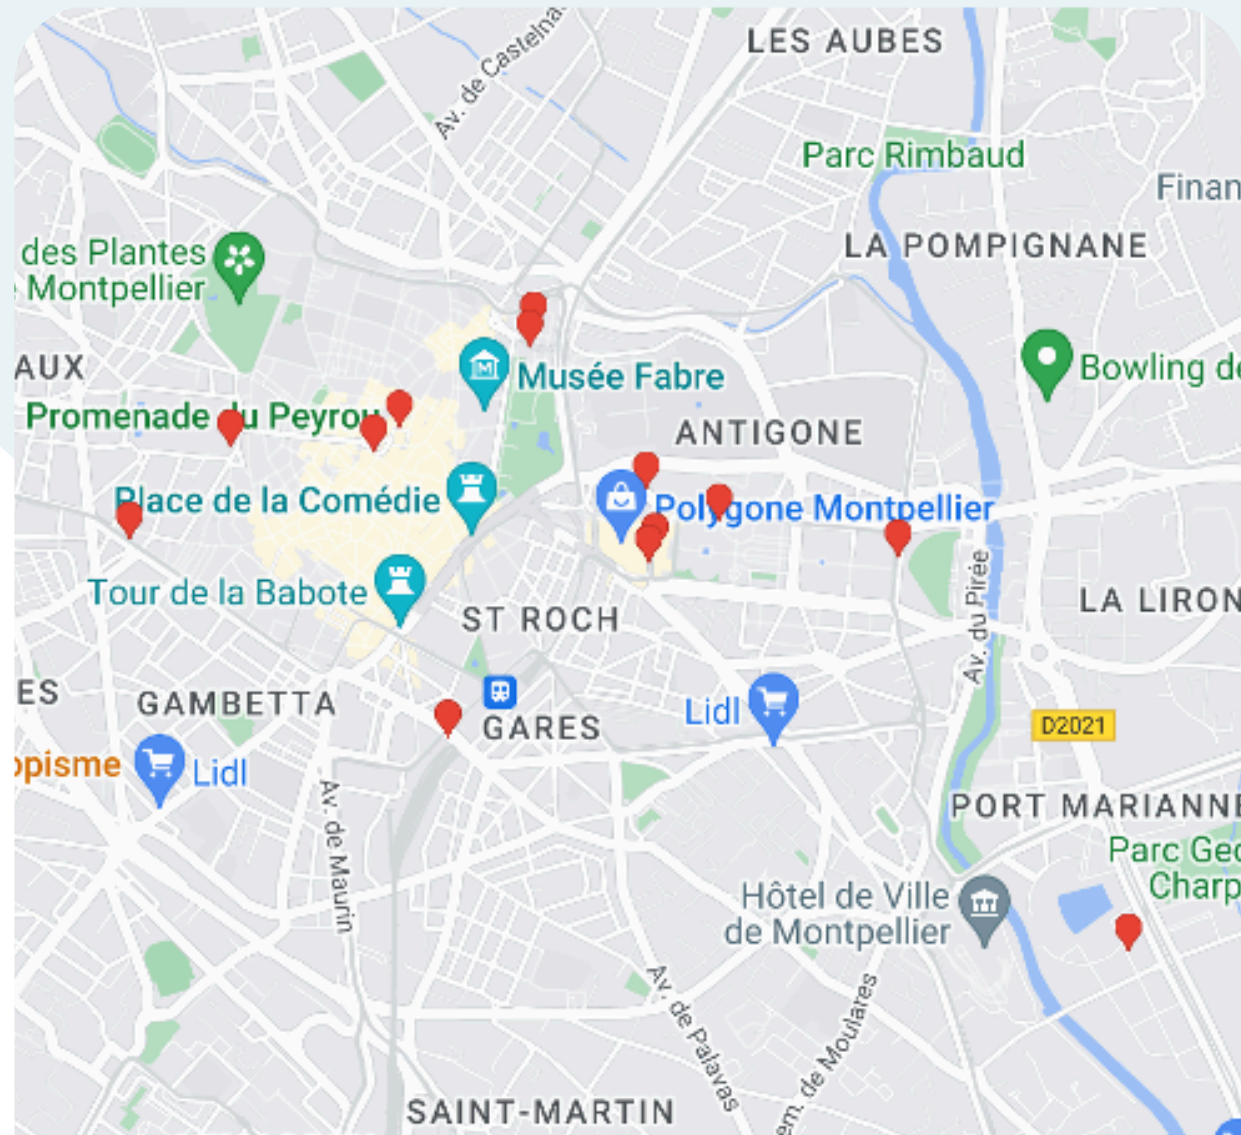 LES AUBES
Av. de Castelna
Parc Rimbaud
Finan
des Plantes
Montpellier
LA POMPIGNANE
AUX
Musée Fabre
Bowling de
Promenade du Peyrou
ANTIGONE
Place de la Comédie
Polygone Montpellier
Tour de la Babote
ST ROCH
Av. du Pirée
LA LIRON
ES
GAMBETTA
GARES
Lidl
D2021
opisme
Lidl
Av. de Maurin
PORT MARIANNE
Parc Geo
Charp
Hôtel de Ville
de Montpellier
Av. de Palavas
em. de Moulares
SAINT-MARTIN